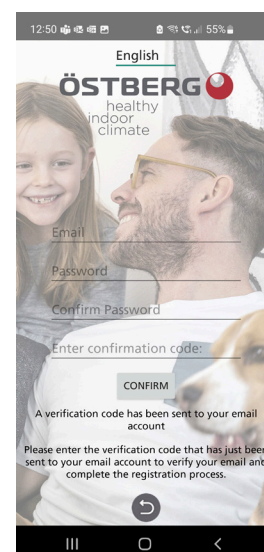 12:50 55%
English
ÖSTBERG
healthy
indoor
climate
Email
Password
Confirm Password
Enter confirmation code:
CONFIRM
A verification code has been sent to your email
account
Please enter the verification code that has just been
sent to your email account to verify your email and
complete the registration process.